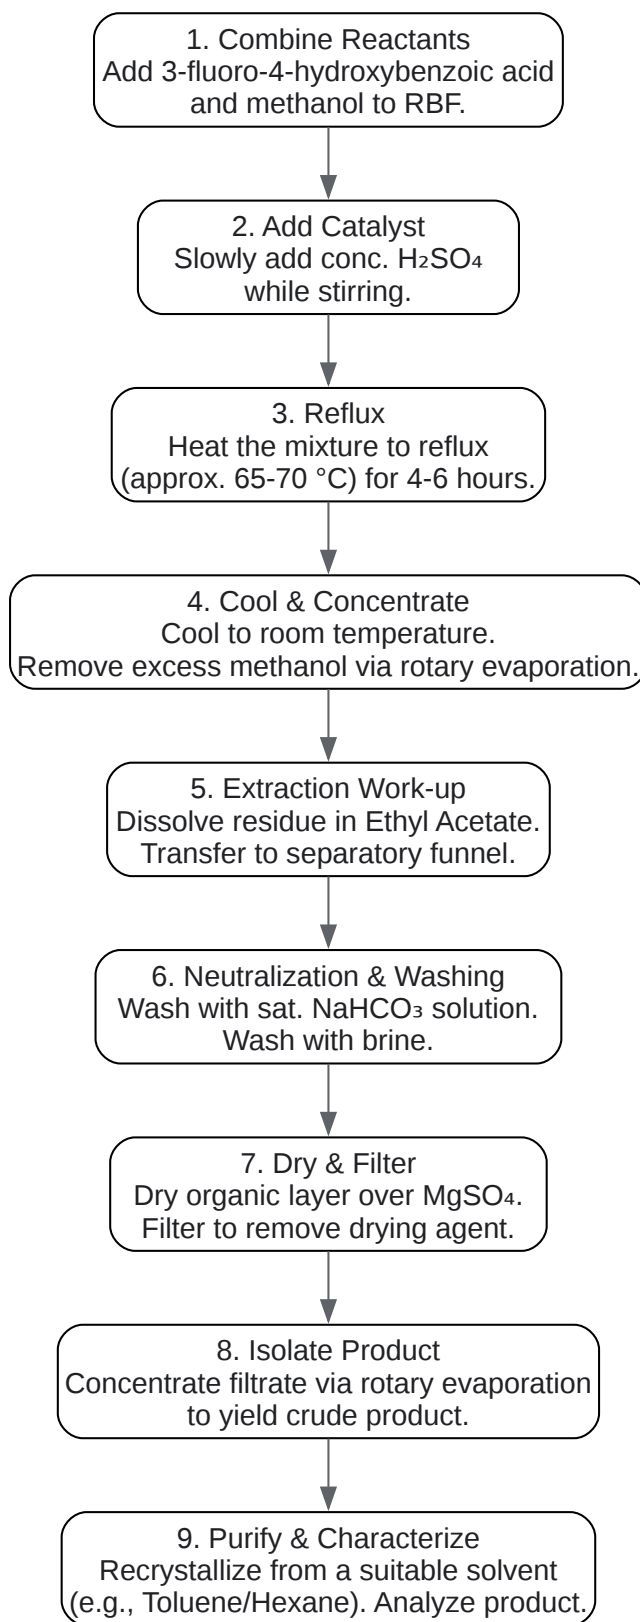 1. Combine Reactants
Add 3-fluoro-4-hydroxybenzoic acid
and methanol to RBF.
2. Add Catalyst
Slowly add conc. H₂SO₄
while stirring.
3. Reflux
Heat the mixture to reflux
(approx. 65-70 °C) for 4-6 hours.
4. Cool & Concentrate
Cool to room temperature.
Remove excess methanol via rotary evaporation.
5. Extraction Work-up
Dissolve residue in Ethyl Acetate.
Transfer to separatory funnel.
6. Neutralization & Washing
Wash with sat. NaHCO₃ solution.
Wash with brine.
7. Dry & Filter
Dry organic layer over MgSO₄.
Filter to remove drying agent.
8. Isolate Product
Concentrate filtrate via rotary evaporation
to yield crude product.
9. Purify & Characterize
Recrystallize from a suitable solvent
(e.g., Toluene/Hexane). Analyze product.